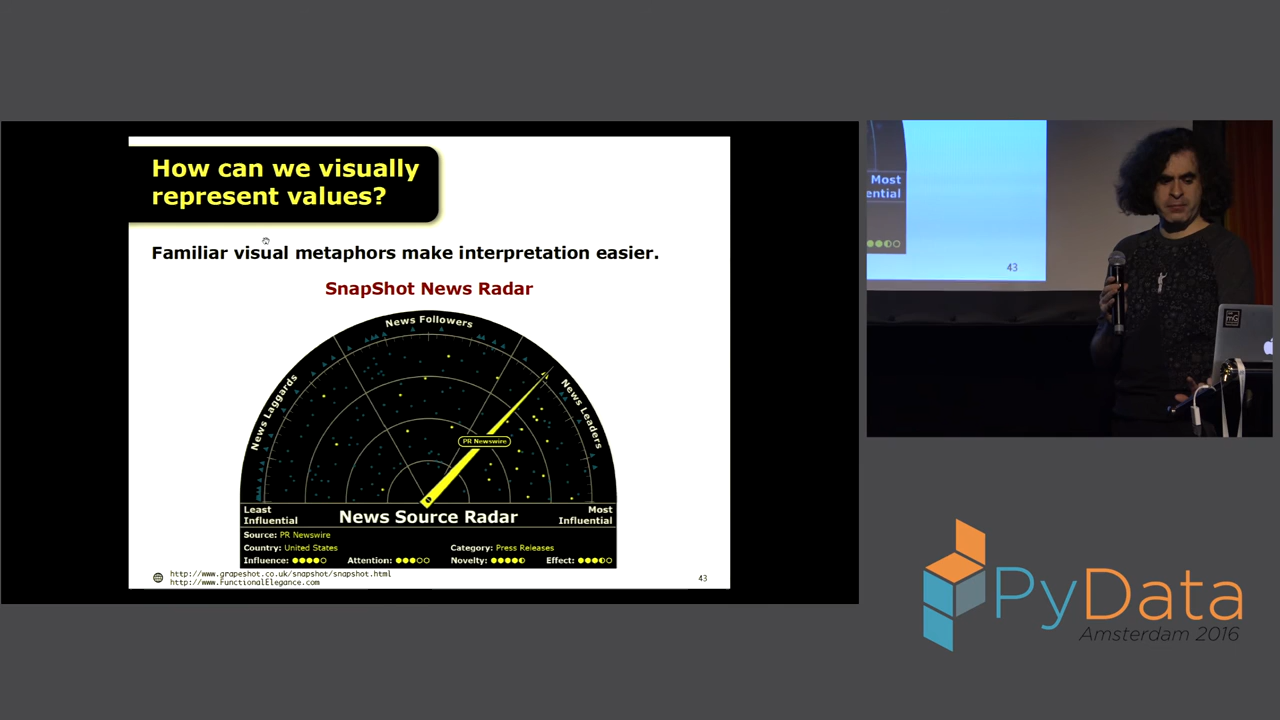 How can we visually
represent values?
Familiar visual metaphors make interpretation easier.
SnapShot News Radar
News Followers
News Laggards
News Leaders
PR Newswire
Least
Influential
News Source Radar
Most
Influential
Source: PR Newswire
Country: United States
Category: Press Releases
Influence:
Attention:
Novelty:
Effect:
http://www.grapeshot.co.uk/snapshot/snapshot.html
http://www.FunctionalElegance.com
43
Most
ential
43
mG
PyData
Amsterdam 2016